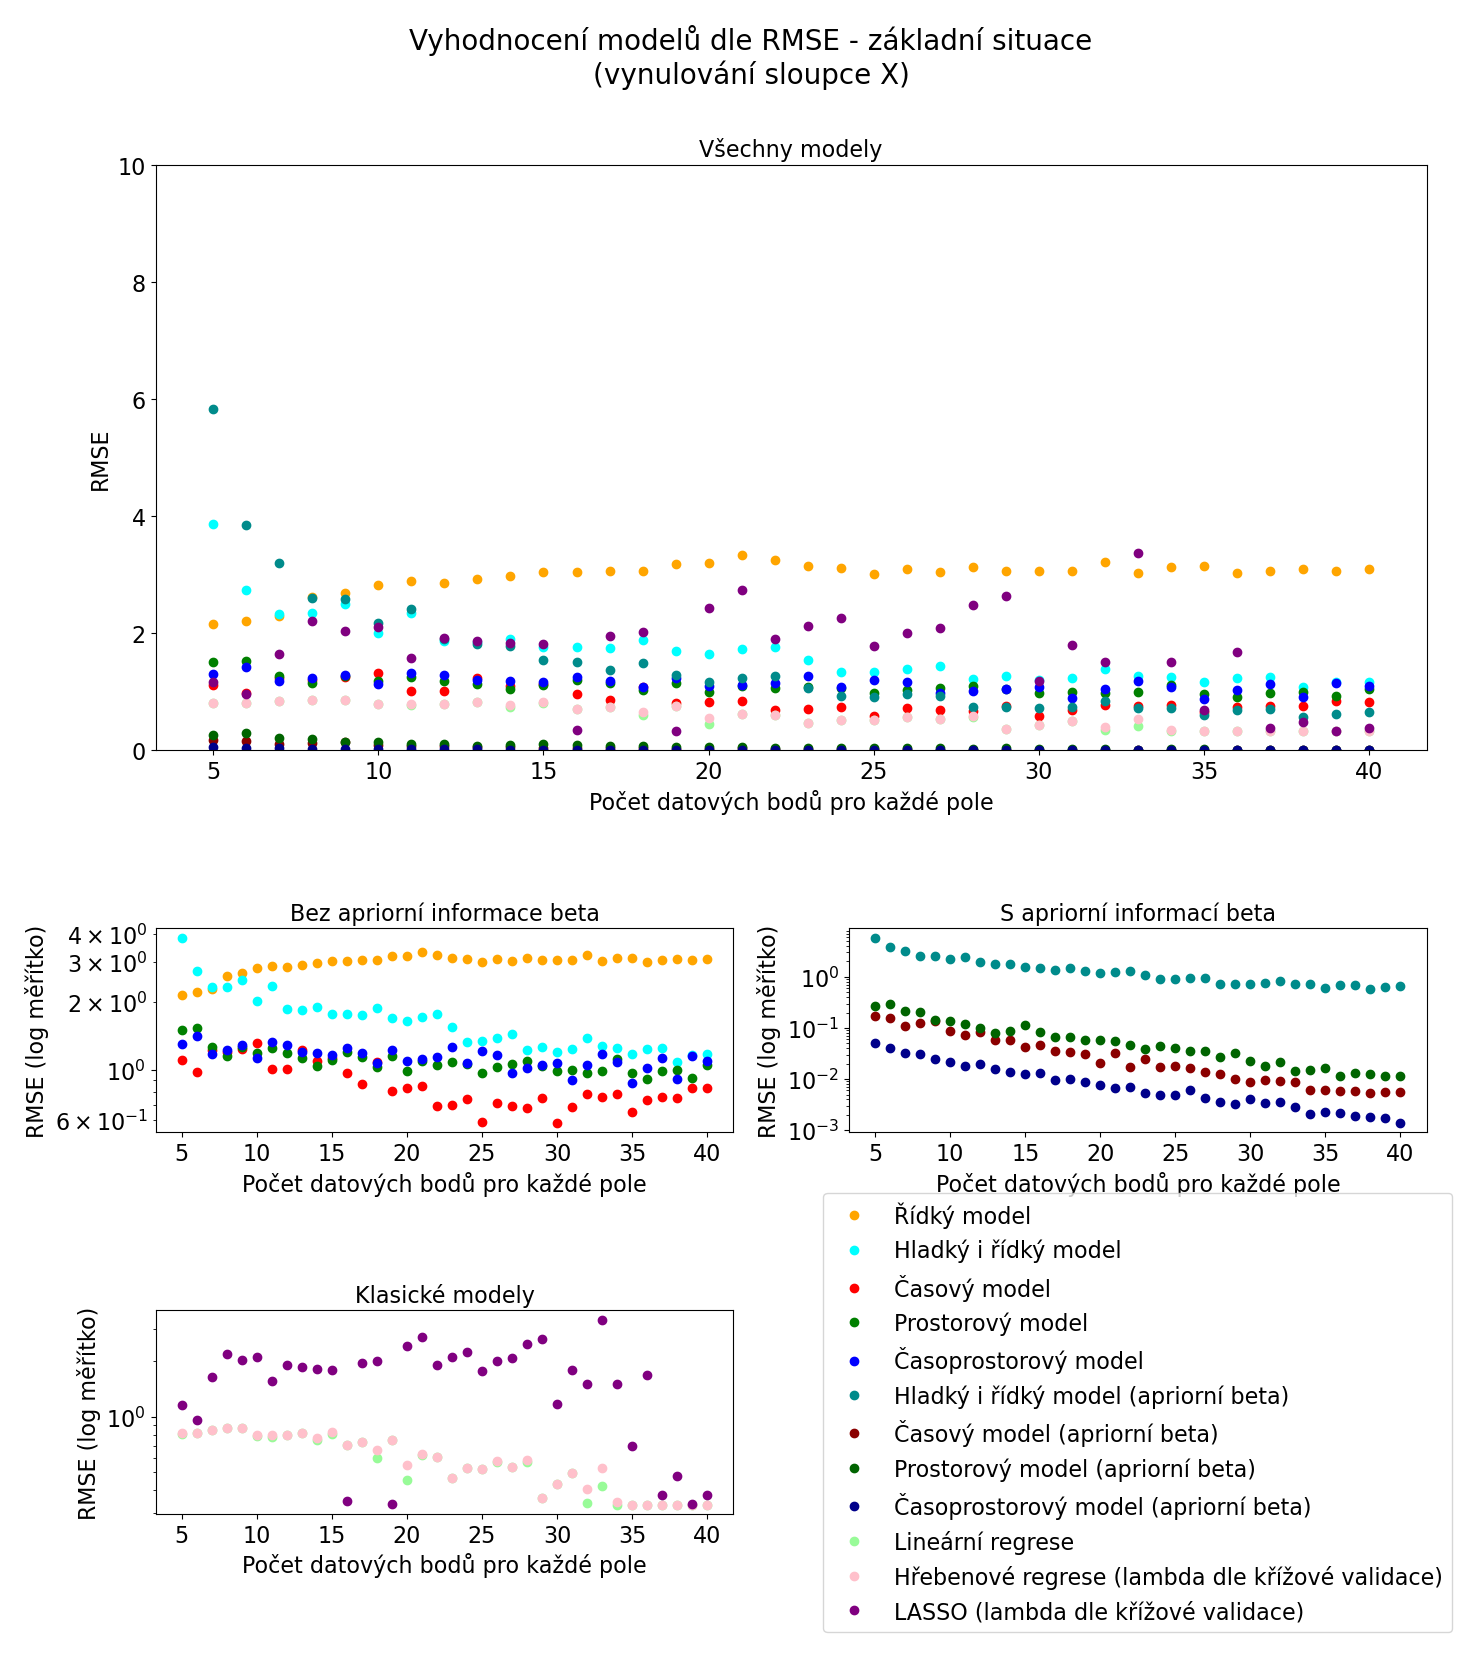 Vyhodnocení modelů dle RMSE - základní situace
(vynulování sloupce X)
Všechny modely
RMSE
10
8
6
4
2
0
5 10 15 20 25 30 35 40
Počet datových bodů pro každé pole
Bez apriorní informace beta
RMSE (log měřítko)
4 × 10⁰
3 × 10⁰
2 × 10⁰
10⁰
6 × 10⁻¹
5 10 15 20 25 30 35 40
Počet datových bodů pro každé pole
S apriorní informací beta
RMSE (log měřítko)
10⁰
10⁻¹
10⁻²
10⁻³
5 10 15 20 25 30 35 40
Počet datových bodů pro každé pole
Klasické modely
RMSE (log měřítko)
10⁰
5 10 15 20 25 30 35 40
Počet datových bodů pro každé pole
Řídký model
Hladký i řídký model
Časový model
Prostorový model
Časoprostorový model
Hladký i řídký model (apriorní beta)
Časový model (apriorní beta)
Prostorový model (apriorní beta)
Časoprostorový model (apriorní beta)
Lineární regrese
Hřebenové regrese (lambda dle křížové validace)
LASSO (lambda dle křížové validace)